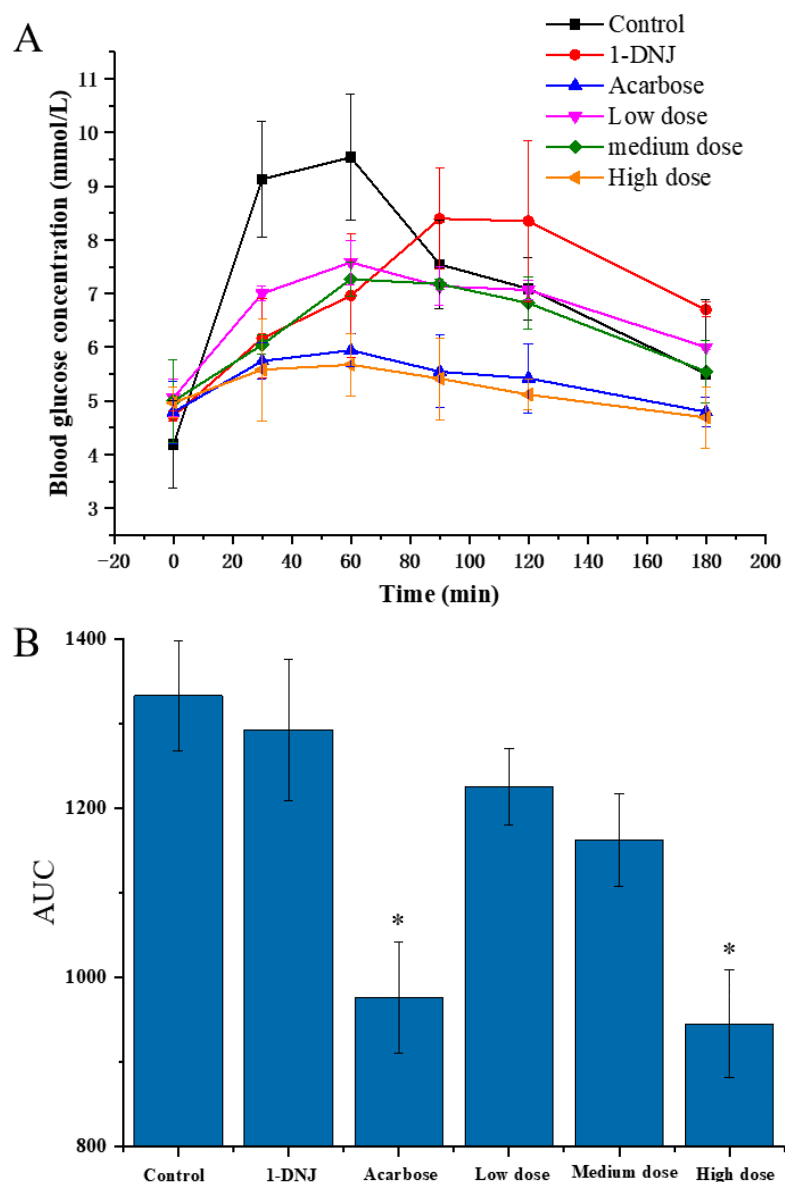 A
Control
1-DNJ
Acarbose
Low dose
medium dose
High dose
Blood glucose concentration (mmol/L)
11
10
9
8
7
6
5
4
3
−20 0 20 40 60 80 100 120 140 160 180 200
Time (min)
B
AUC
1400
1200
1000
800
*
*
Control 1-DNJ Acarbose Low dose Medium dose High dose